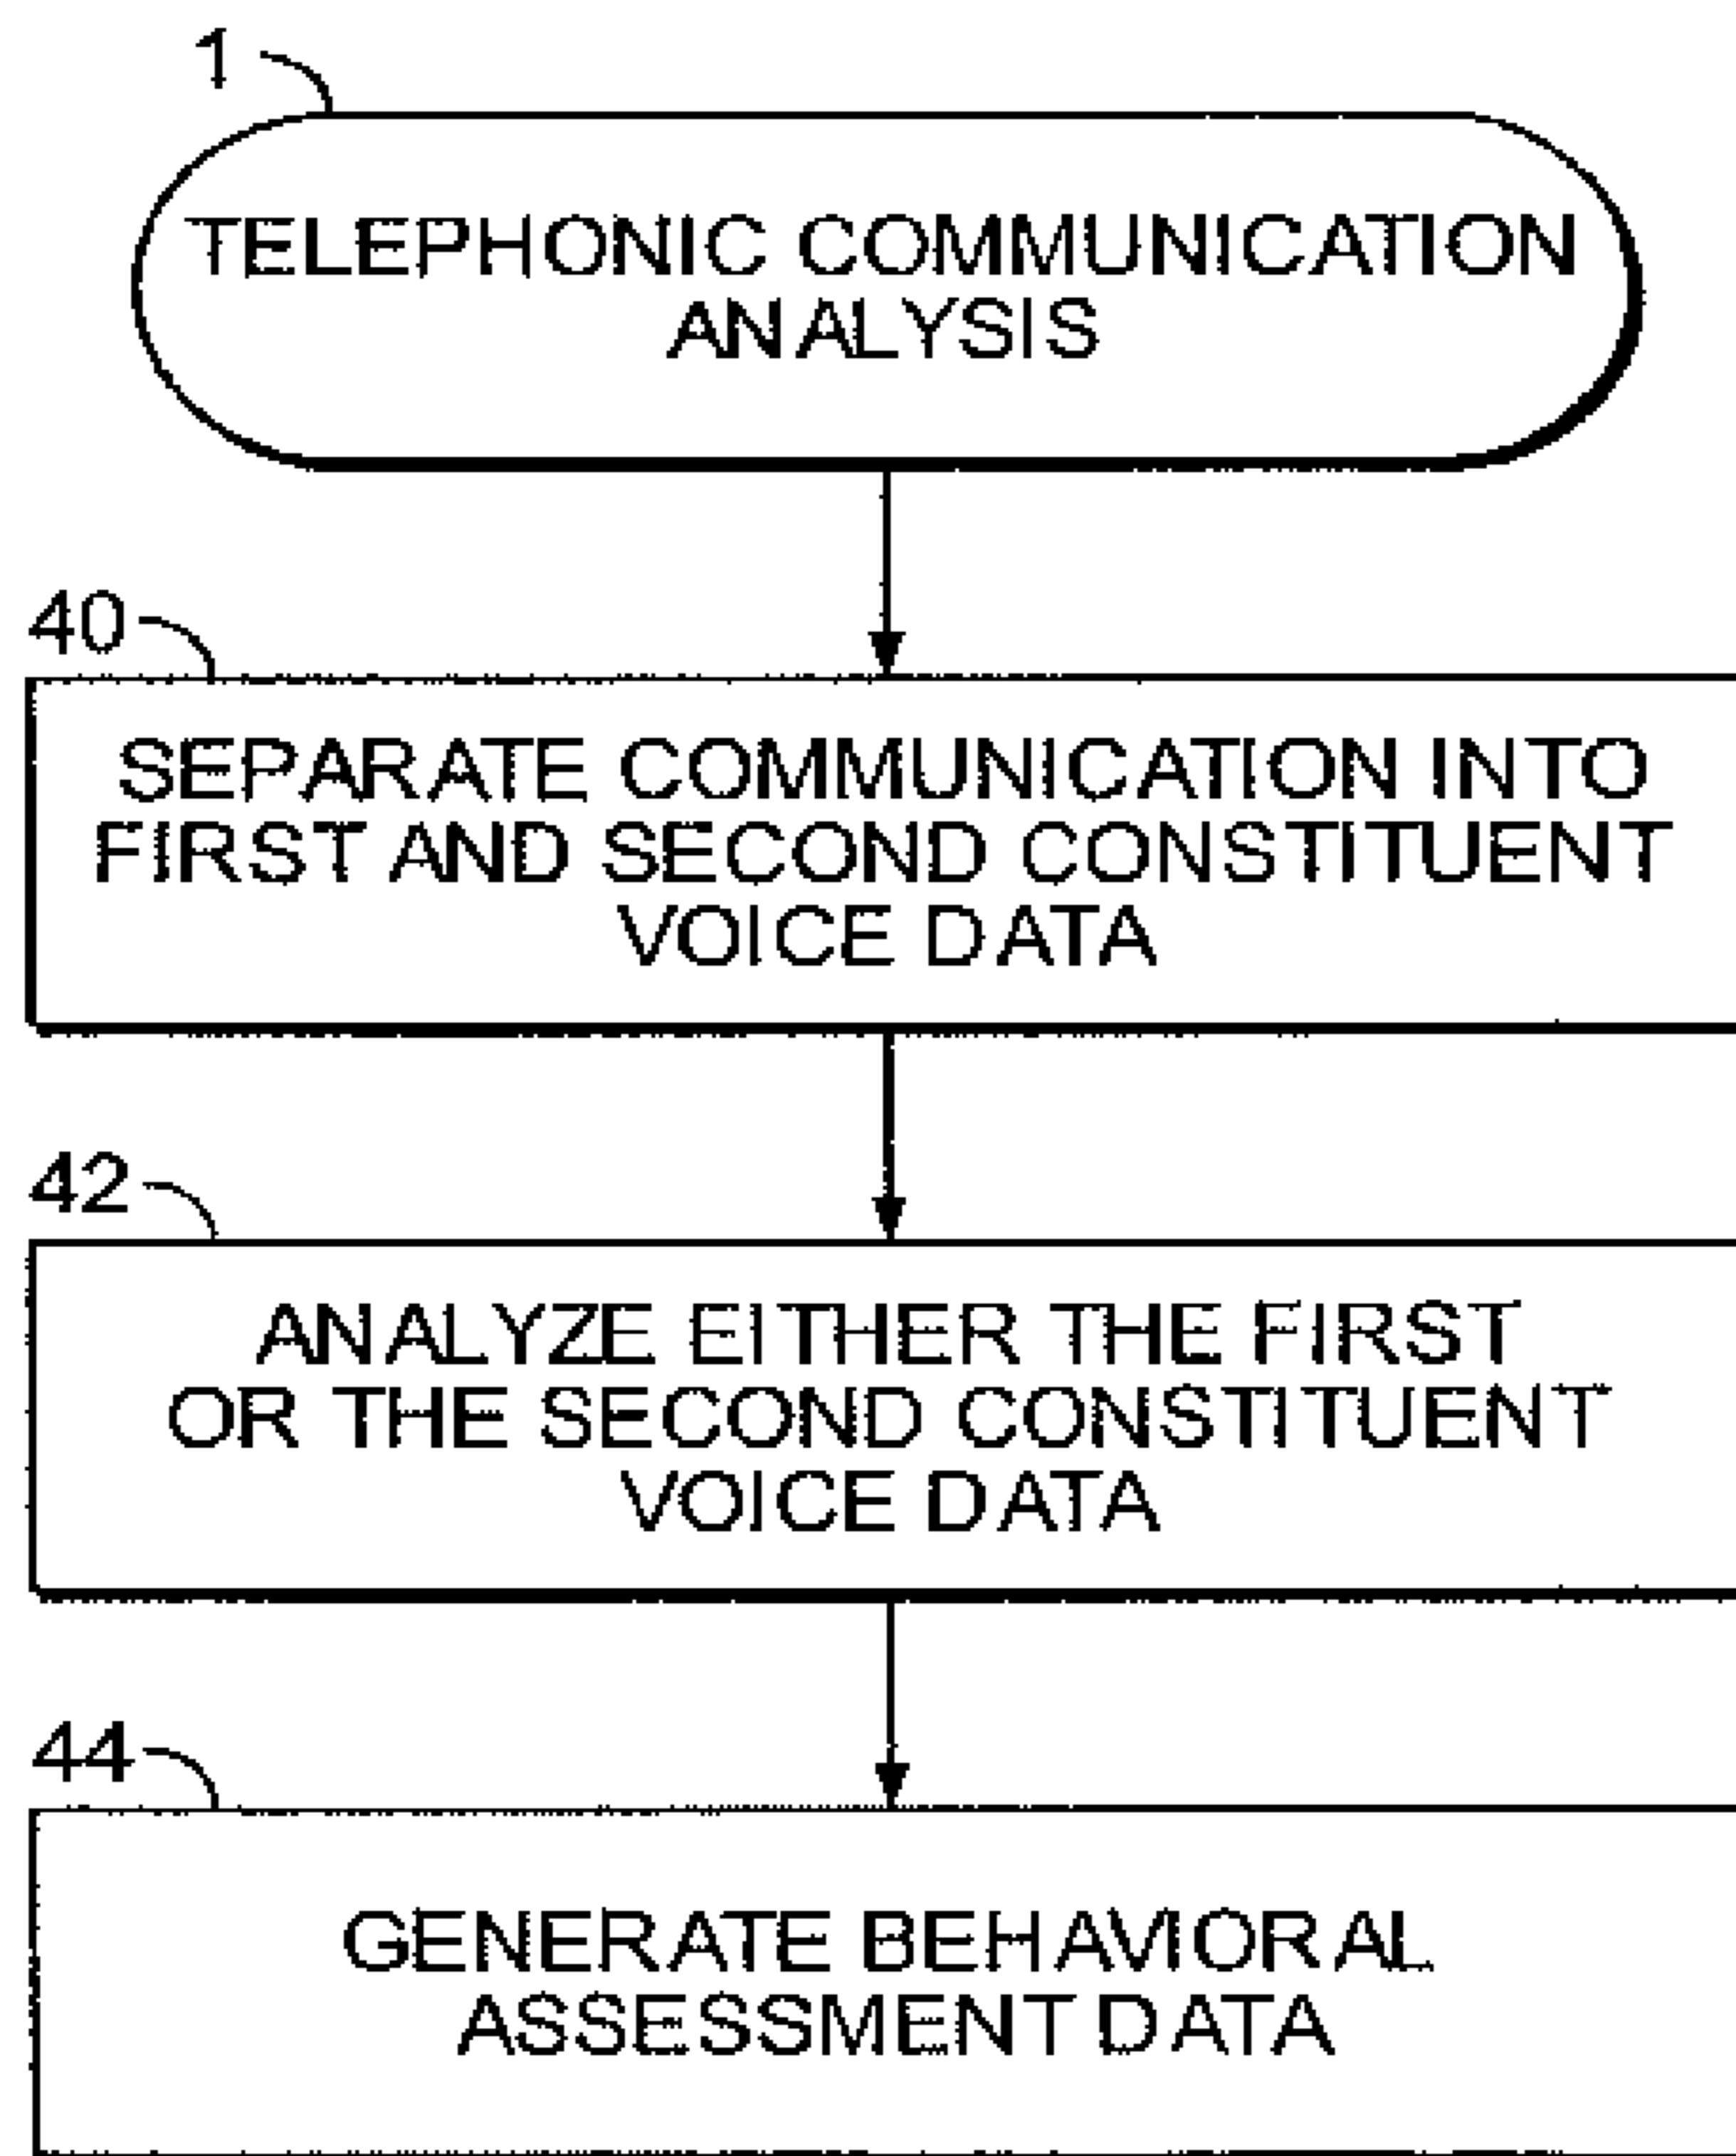 1
TELEPHONIC COMMUNICATION
ANALYSIS
40
SEPARATE COMMUNICATION INTO
FIRST AND SECOND CONSTITUENT
VOICE DATA
42
ANALYZE EITHER THE FIRST
OR THE SECOND CONSTITUENT
VOICE DATA
44
GENERATE BEHAVIORAL
ASSESSMENT DATA